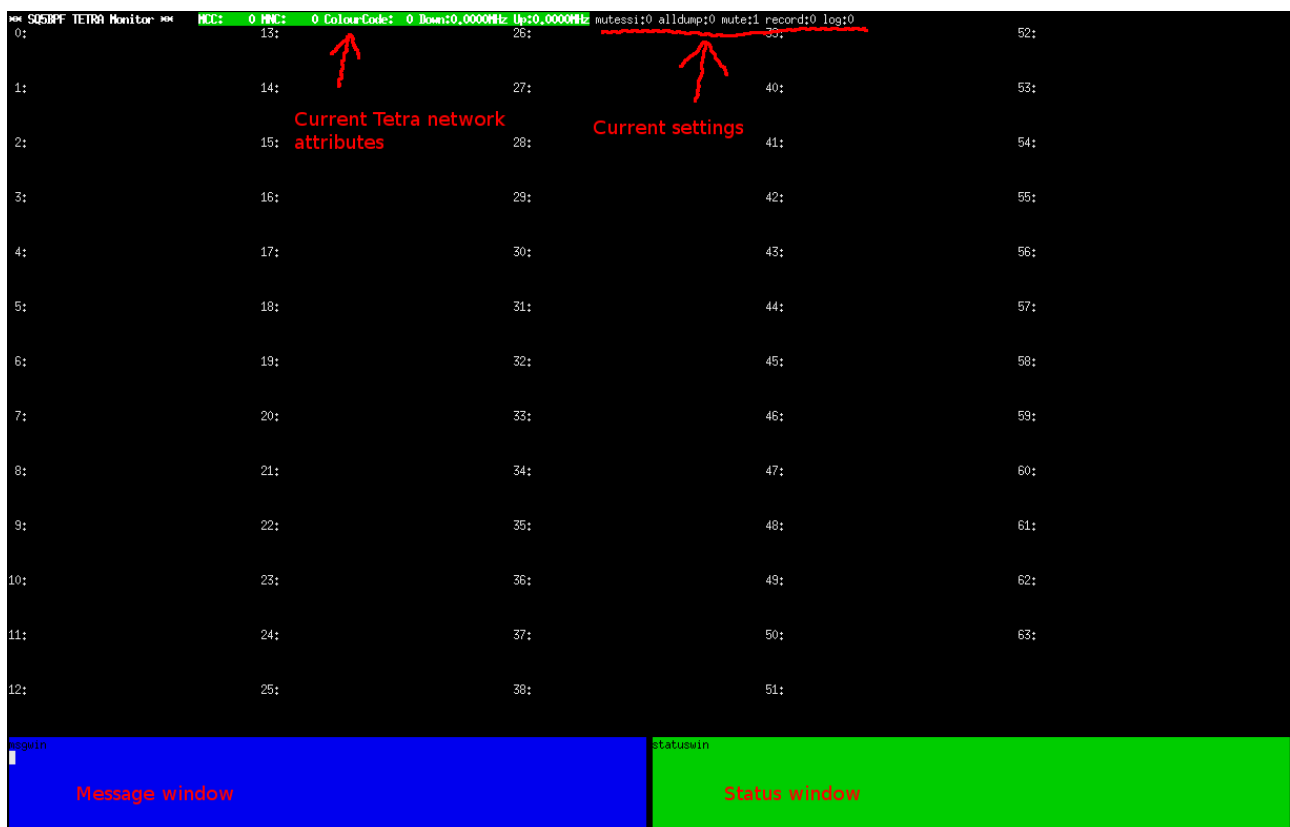 ** SQ5BPF TETRA Monitor ** MCC: 0 MNC: 0 ColourCode: 0 Down:0.0000MHz Up:0.0000MHz mutessi:0 alldump:0 mute:1 record:0 log:0
0: 13: 26: 39: 52:
1: 14: 27: 40: 53:
Current Tetra network
attributes
Current settings
2: 15: 28: 41: 54:
3: 16: 29: 42: 55:
4: 17: 30: 43: 56:
5: 18: 31: 44: 57:
6: 19: 32: 45: 58:
7: 20: 33: 46: 59:
8: 21: 34: 47: 60:
9: 22: 35: 48: 61:
10: 23: 36: 49: 62:
11: 24: 37: 50: 63:
12: 25: 38: 51:
msgwin statuswin
Message window Status window